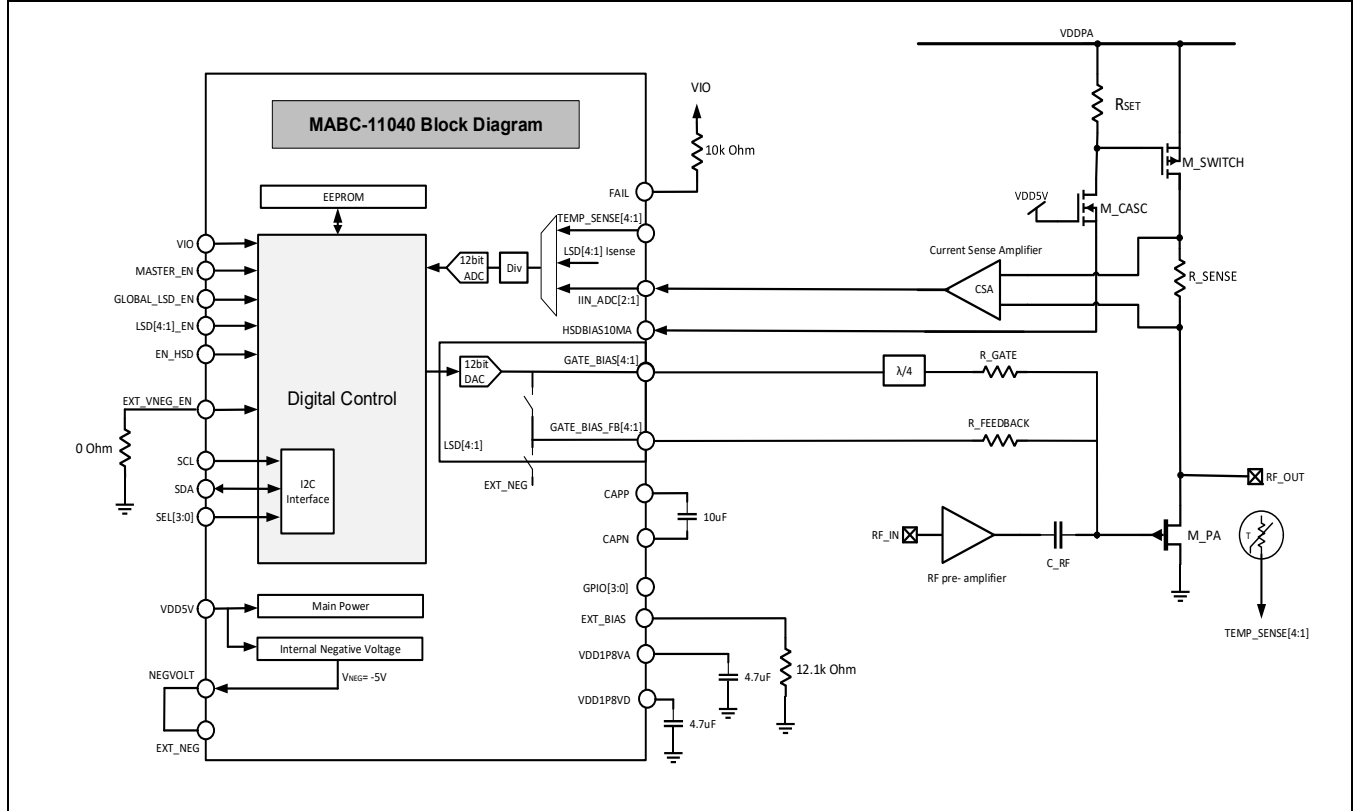 VDDPA
VIO
MABC-11040 Block Diagram
RSET
10k Ohm
M_SWITCH
FAIL
EEPROM
VDD5V
M_CASC
TEMP_SENSE[4:1]
VIO
LSD[4:1] Isense
Current Sense Amplifier
12bit
ADC
Div
MASTER_EN
R_SENSE
CSA
GLOBAL_LSD_EN
IIN_ADC[2:1]
LSD[4:1]_EN
HSDBIAS10MA
EN_HSD
GATE_BIAS[4:1]
R_GATE
12bit
DAC
λ/4
Digital Control
EXT_VNEG_EN
GATE_BIAS_FB[4:1]
R_FEEDBACK
LSD[4:1]
0 Ohm
SCL
I2C
Interface
EXT_NEG
RF_OUT
SDA
CAPP
SEL[3:0]
10uF
CAPN
RF_IN
M_PA
T
C_RF
RF pre- amplifier
GPIO[3:0]
VDD5V
Main Power
EXT_BIAS
TEMP_SENSE[4:1]
Internal Negative Voltage
VDD1P8VA
12.1k Ohm
NEGVOLT
VNEG= -5V
4.7uF
VDD1P8VD
4.7uF
EXT_NEG